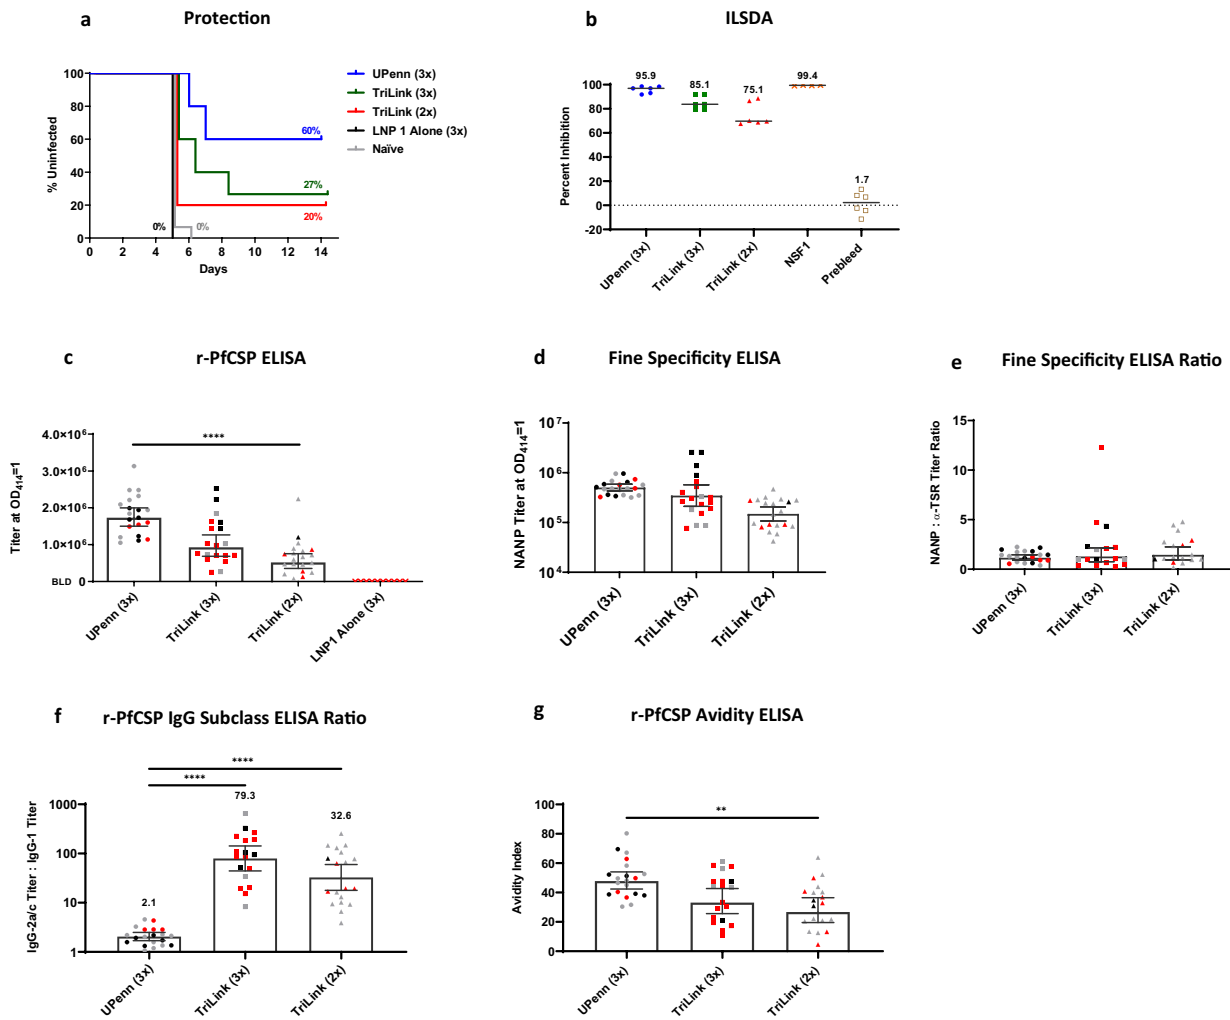 a Protection
% Uninfected
100
80
60
40
20
0
0 2 4 6 8 10 12 14
Days
60%
27%
20%
0% 0%
UPenn (3x)
TriLink (3x)
TriLink (2x)
LNP 1 Alone (3x)
Naïve
b ILSDA
Percent Inhibition
100
80
60
40
20
0
-20
95.9 85.1 75.1 99.4 1.7
UPenn (3x) TriLink (3x) TriLink (2x) NSF1 Prebleed
c r-PfCSP ELISA
Titer at OD414=1
4.0×10⁶
3.0×10⁶
2.0×10⁶
1.0×10⁶
0
BLD
****
UPenn (3x) TriLink (3x) TriLink (2x) LNP1 Alone (3x)
d Fine Specificity ELISA
NANP Titer at OD414=1
10⁷
10⁶
10⁵
10⁴
UPenn (3x) TriLink (3x) TriLink (2x)
e Fine Specificity ELISA Ratio
NANP : α-TSR Titer Ratio
15
10
5
0
UPenn (3x) TriLink (3x) TriLink (2x)
f r-PfCSP IgG Subclass ELISA Ratio
IgG-2a/c Titer : IgG-1 Titer
1000
100
10
1
****
****
2.1 79.3 32.6
UPenn (3x) TriLink (3x) TriLink (2x)
g r-PfCSP Avidity ELISA
Avidity Index
100
80
60
40
20
0
**
UPenn (3x) TriLink (3x) TriLink (2x)